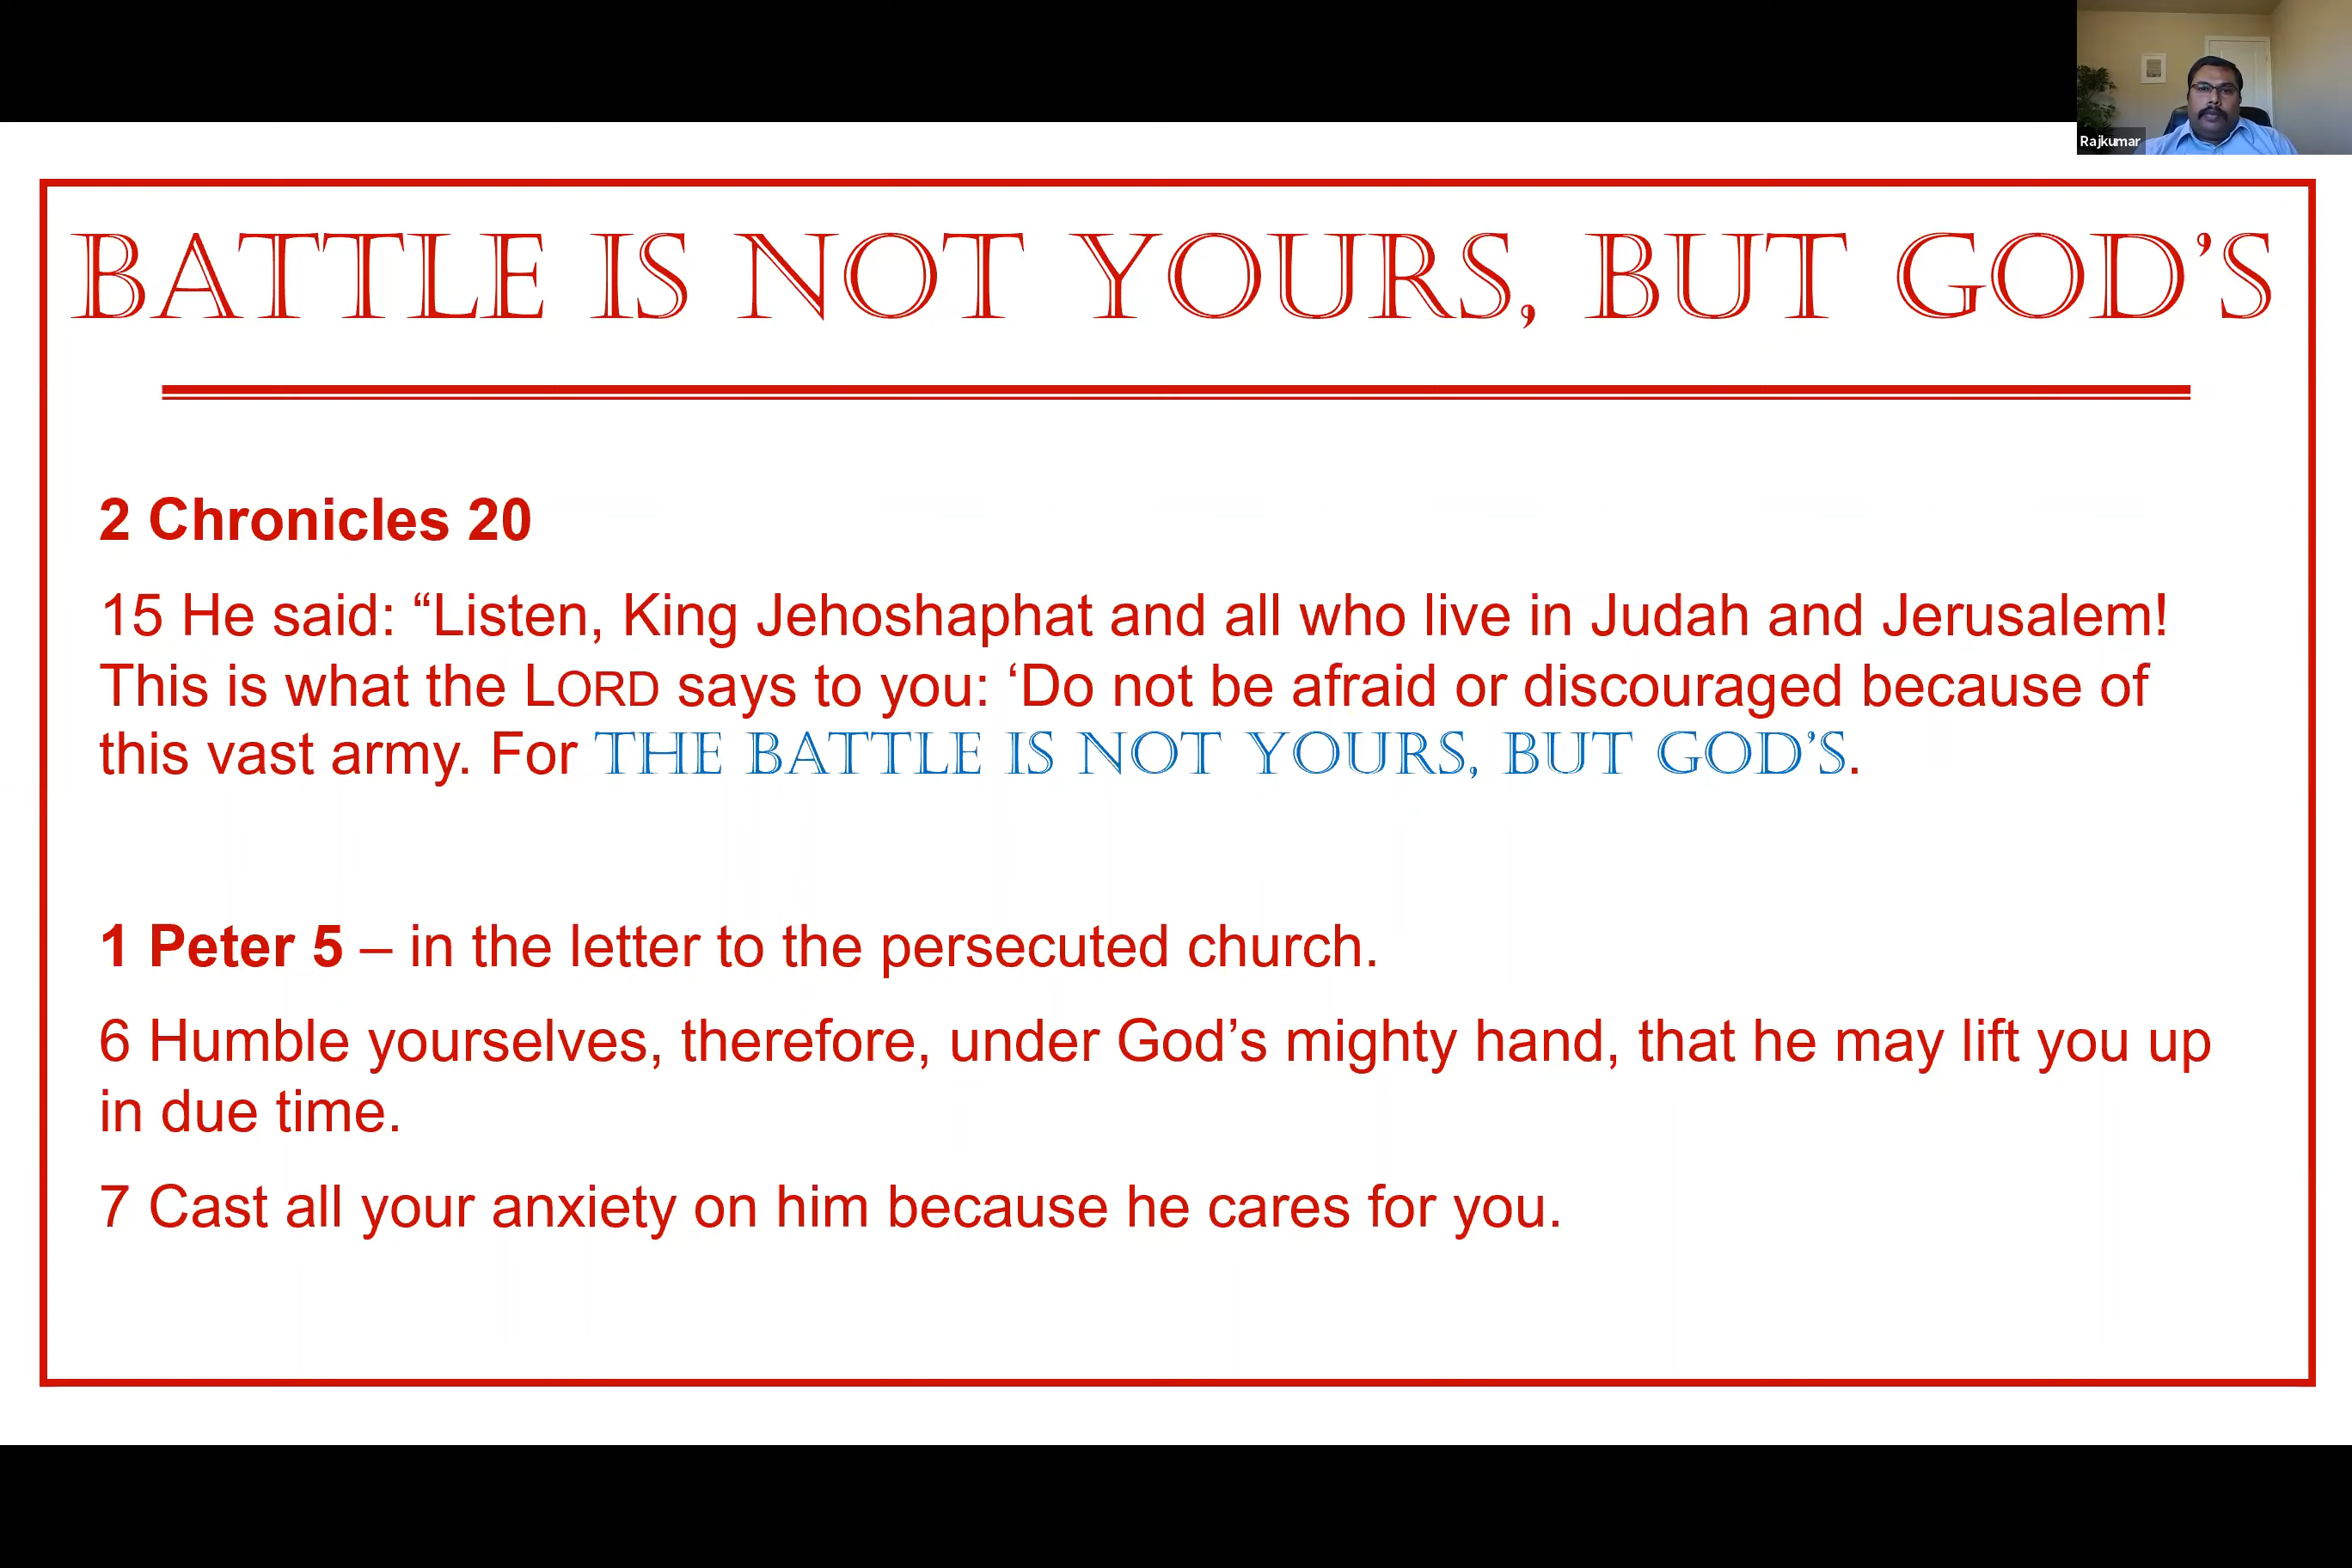 Rajkumar
BATTLE IS NOT YOURS, BUT GOD’S
2 Chronicles 20
15 He said: “Listen, King Jehoshaphat and all who live in Judah and Jerusalem!
This is what the LORD says to you: ‘Do not be afraid or discouraged because of
this vast army. For THE BATTLE IS NOT YOURS, BUT GOD’S.
1 Peter 5 – in the letter to the persecuted church.
6 Humble yourselves, therefore, under God’s mighty hand, that he may lift you up
in due time.
7 Cast all your anxiety on him because he cares for you.